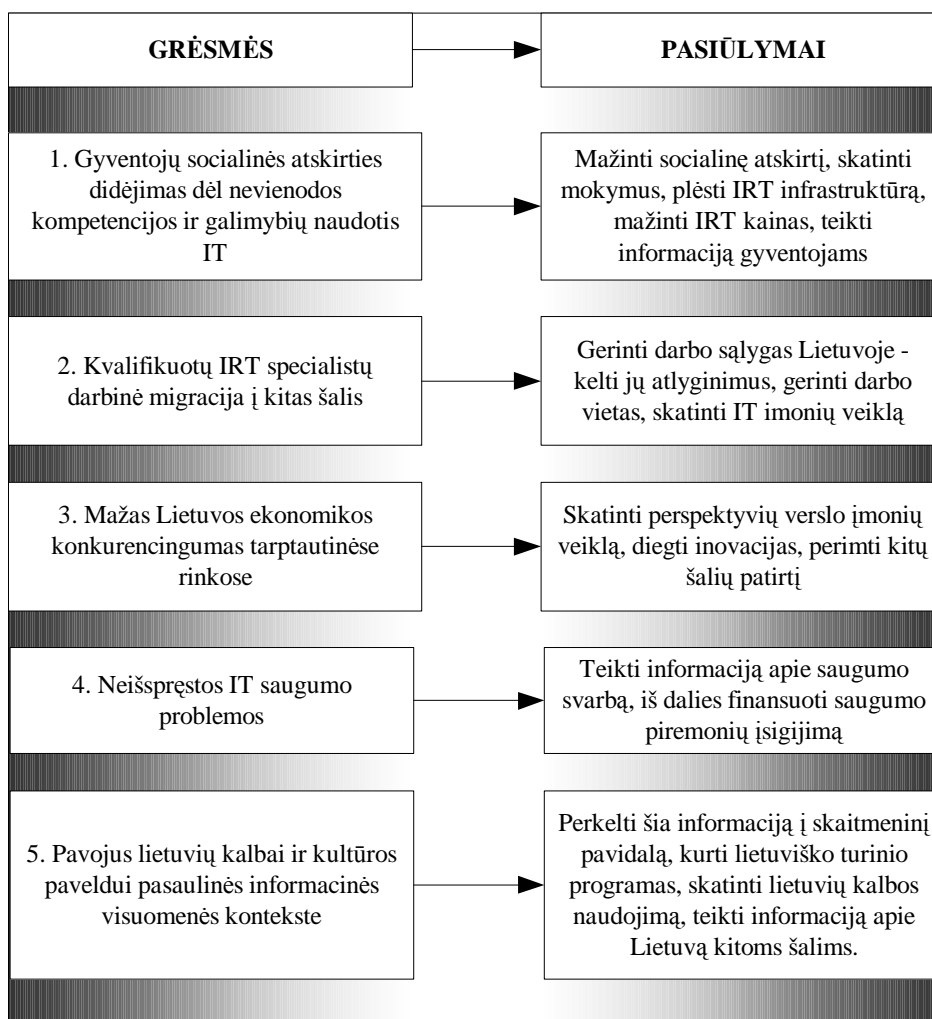 GRĖSMĖS
PASIŪLYMAI
1. Gyventojų socialinės atskirties
didėjimas dėl nevienodos
kompetencijos ir galimybių naudotis
IT
Mažinti socialinę atskirtį, skatinti
mokymus, plėsti IRT infrastruktūrą,
mažinti IRT kainas, teikti
informaciją gyventojams
2. Kvalifikuotų IRT specialistų
darbinė migracija į kitas šalis
Gerinti darbo sąlygas Lietuvoje -
kelti jų atlyginimus, gerinti darbo
vietas, skatinti IT imonių veiklą
3. Mažas Lietuvos ekonomikos
konkurencingumas tarptautinėse
rinkose
Skatinti perspektyvių verslo įmonių
veiklą, diegti inovacijas, perimti kitų
šalių patirtį
4. Neišspręstos IT saugumo
problemos
Teikti informaciją apie saugumo
svarbą, iš dalies finansuoti saugumo
piremonių įsigijimą
5. Pavojus lietuvių kalbai ir kultūros
paveldui pasaulinės informacinės
visuomenės kontekste
Perkelti šia informaciją į skaitmeninį
pavidalą, kurti lietuviško turinio
programas, skatinti lietuvių kalbos
naudojimą, teikti informaciją apie
Lietuvą kitoms šalims.